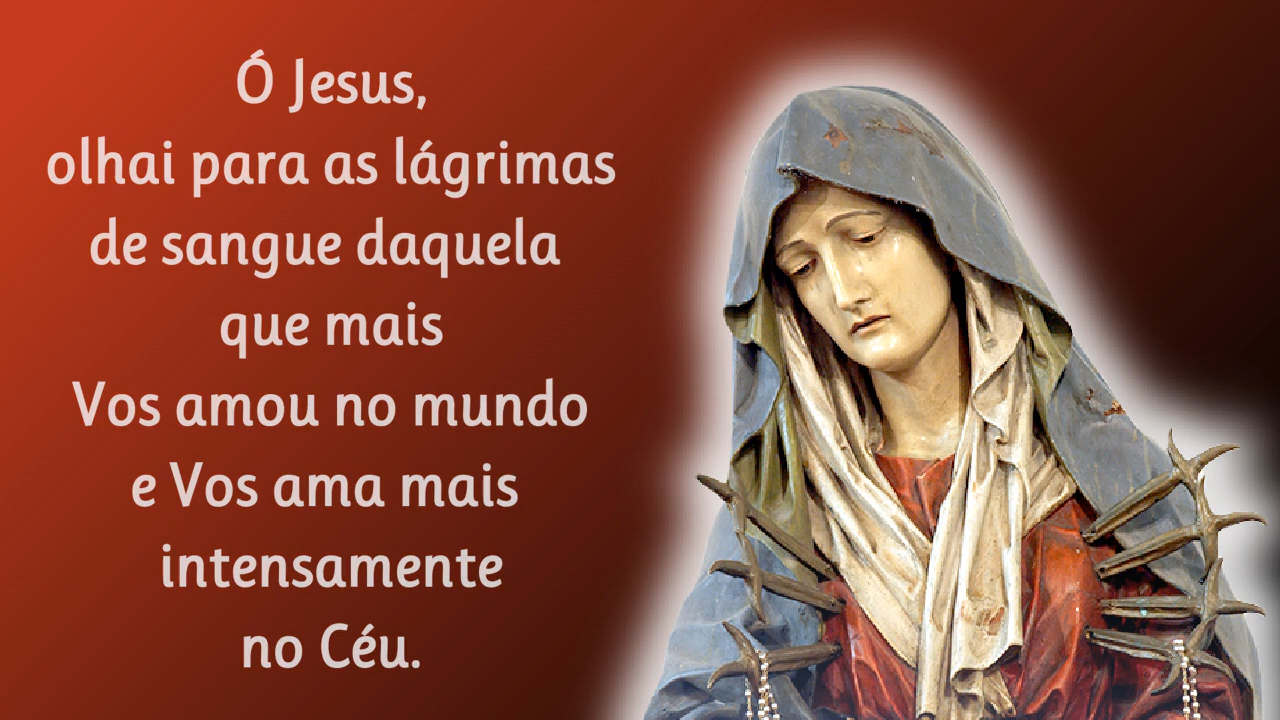 Ó Jesus,
olhai para as lágrimas
de sangue daquela
que mais
Vos amou no mundo
e Vos ama mais
intensamente
no Céu.